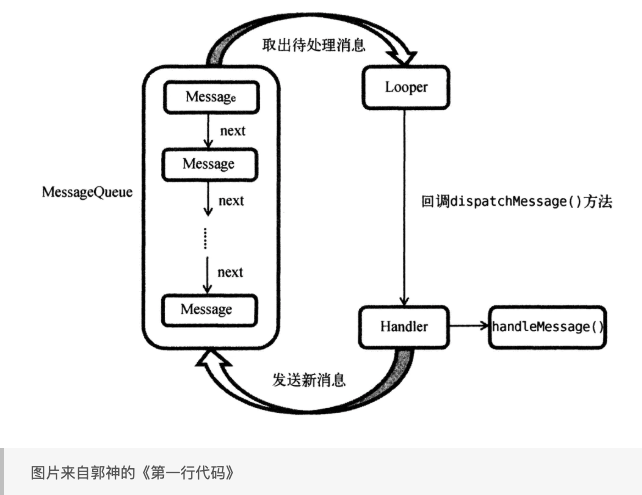 取出待处理消息
Message
Looper
next
Message
MessageQueue
next
回调dispatchMessage()方法
next
Message
Handler
handleMessage()
发送新消息
图片来自郭神的《第一行代码》